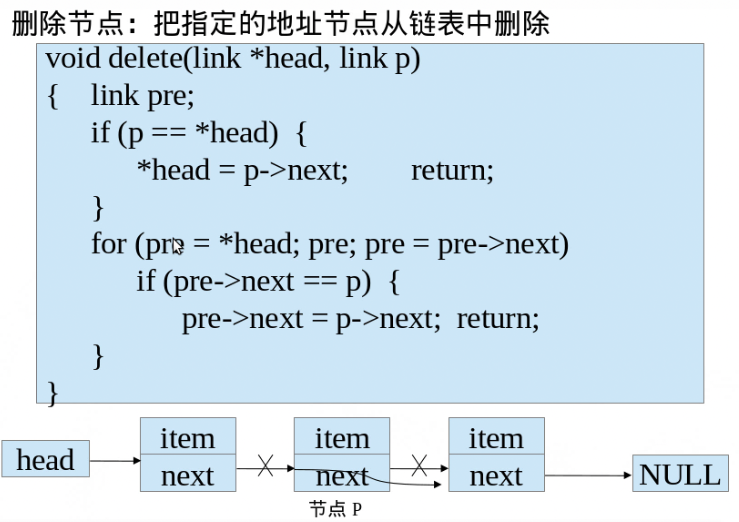 删除节点：把指定的地址节点从链表中删除
void delete(link *head, link p)
{ link pre;
if (p == *head) {
*head = p->next; return;
}
for (pre = *head; pre; pre = pre->next)
if (pre->next == p) {
pre->next = p->next; return;
}
}
head
item
next
item
next
item
next
NULL
节点 P